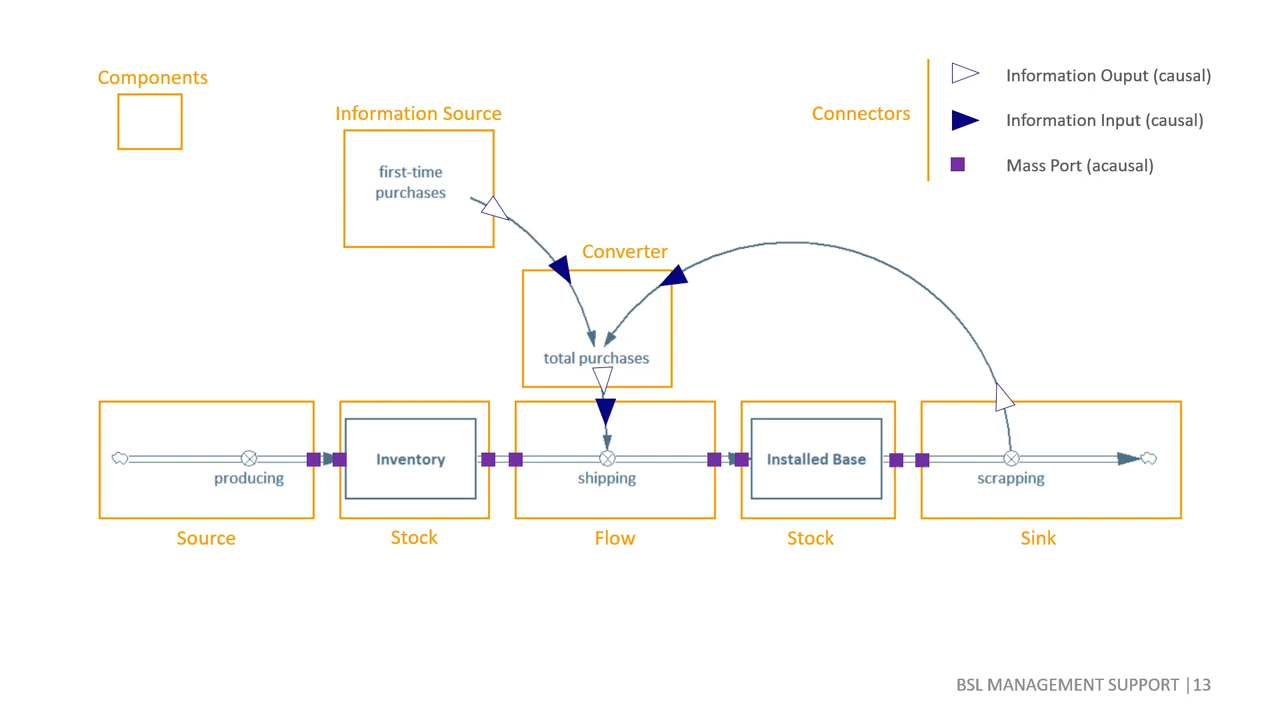 Components
Information Source
first-time
purchases
Connectors
Information Ouput (causal)
Information Input (causal)
Mass Port (acausal)
Converter
total purchases
producing
Inventory
shipping
Installed Base
scrapping
Source
Stock
Flow
Stock
Sink
BSL MANAGEMENT SUPPORT |13